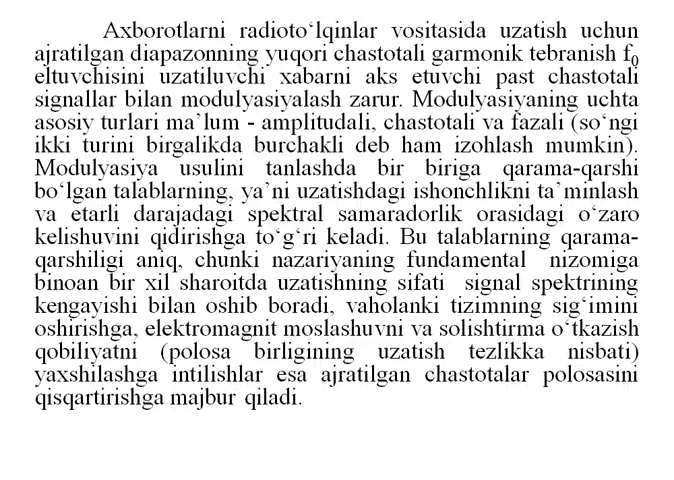 Axborotlarni radioto‘lqinlar vositasida uzatish uchun
ajratilgan diapazonning yuqori chastotali garmonik tebranish f₀
eltuvchisini uzatiluvchi xabarni aks etuvchi past chastotali
signallar bilan modulyasiyalash zarur. Modulyasiyaning uchta
asosiy turlari ma’lum - amplitudali, chastotali va fazali (so‘ngi
ikki turini birgalikda burchakli deb ham izohlash mumkin).
Modulyasiya usulini tanlashda bir biriga qarama-qarshi
bo‘lgan talablarning, ya’ni uzatishdagi ishonchlikni ta’minlash
va etarli darajadagi spektral samaradorlik orasidagi o‘zaro
kelishuvini qidirishga to‘g‘ri keladi. Bu talablarning qarama-
qarshiligi aniq, chunki nazariyaning fundamental nizomiga
binoan bir xil sharoitda uzatishning sifati signal spektrining
kengayishi bilan oshib boradi, vaholanki tizimning sig‘imini
oshirishga, elektromagnit moslashuvni va solishtirma o‘tkazish
qobiliyatni (polosa birligining uzatish tezlikka nisbati)
yaxshilashga intilishlar esa ajratilgan chastotalar polosasini
qisqartirishga majbur qiladi.